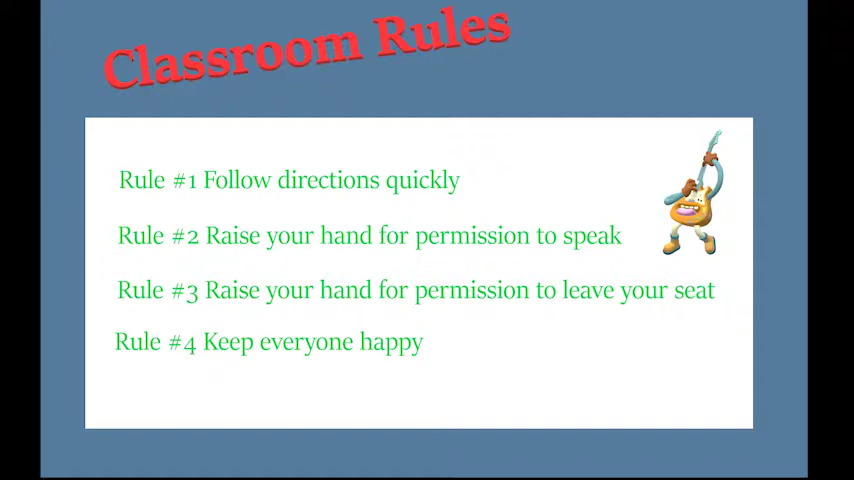 Classroom Rules
Rule #1 Follow directions quickly
Rule #2 Raise your hand for permission to speak
Rule #3 Raise your hand for permission to leave your seat
Rule #4 Keep everyone happy